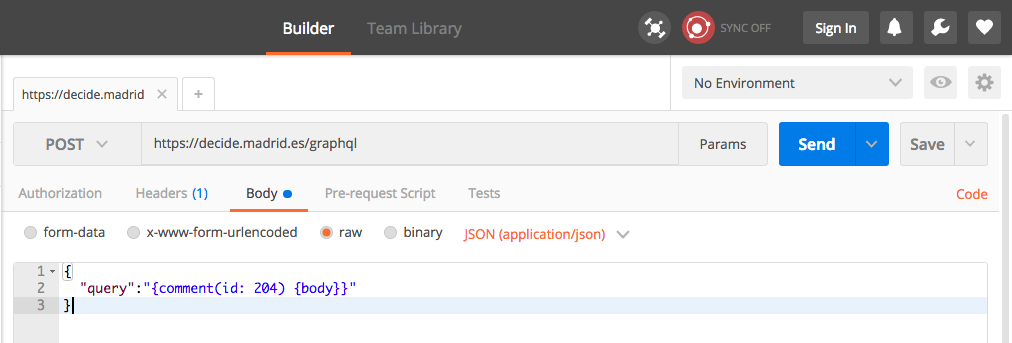 Builder Team Library SYNC OFF Sign In
https://decide.madrid No Environment
POST https://decide.madrid.es/graphql Params Send Save
Authorization Headers (1) Body Pre-request Script Tests Code
form-data x-www-form-urlencoded raw binary JSON (application/json)
1 {
2 "query":"{comment(id: 204) {body}}"
3 }